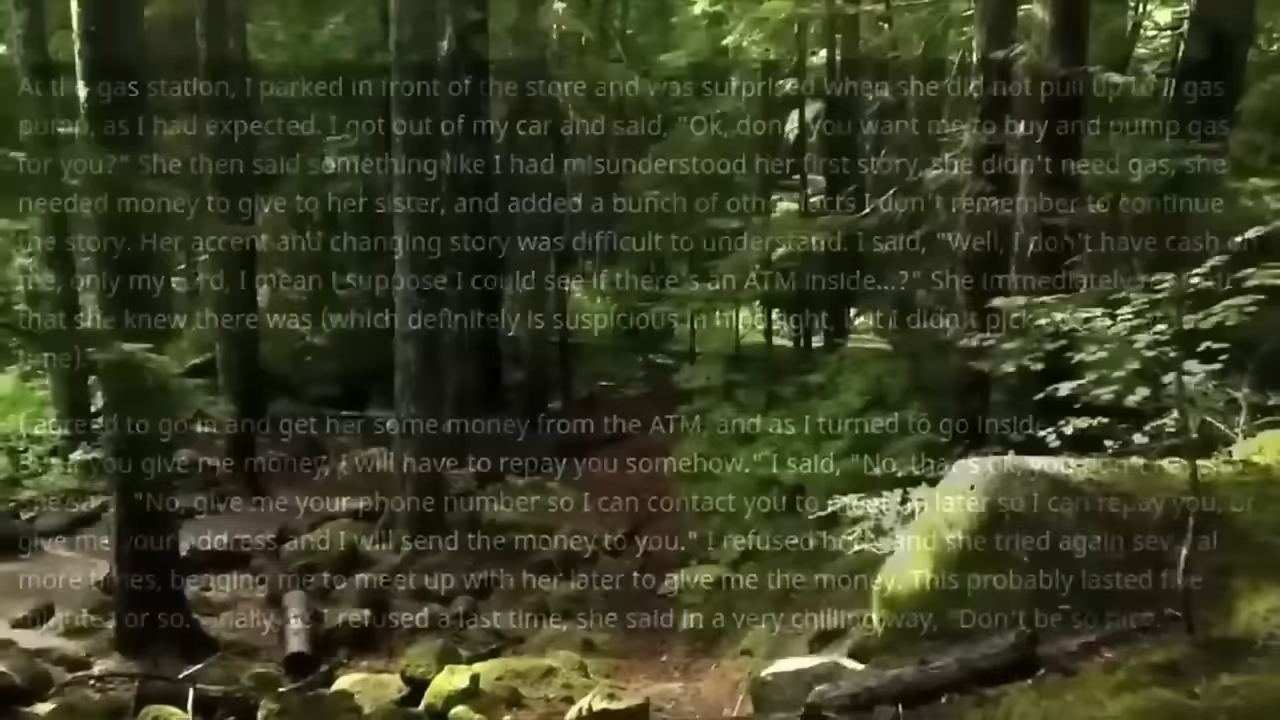 At the gas station, I parked in front of the store and was surprised when she did not pull up to a gas
pump, as I had expected. I got out of my car and said, "Ok, don't you want me to buy and pump gas
for you?" She then said something like I had misunderstood her first story, she didn't need gas, she
needed money to give to her sister, and added a bunch of other facts I don't remember to continue
the story. Her accent and changing story was difficult to understand. I said, "Well, I don't have cash on
me, only my card, I mean I suppose I could see if there's an ATM inside...?" She immediately
that she knew there was (which definitely is suspicious in hindsight, but I didn't pick
time).
I agreed to go in and get her some money from the ATM, and as I turned to go inside
you give me money, I will have to repay you somehow." I said, "No, that's ok, you don't
she said "No, give me your phone number so I can contact you to meet up later so I can repay you, or
give me your address and I will send the money to you." I refused and she tried again several
more times, begging me to meet up with her later to give me the money. This probably lasted five
minutes or so. Finally as I refused a last time, she said in a very chilling way, "Don't be so nice."